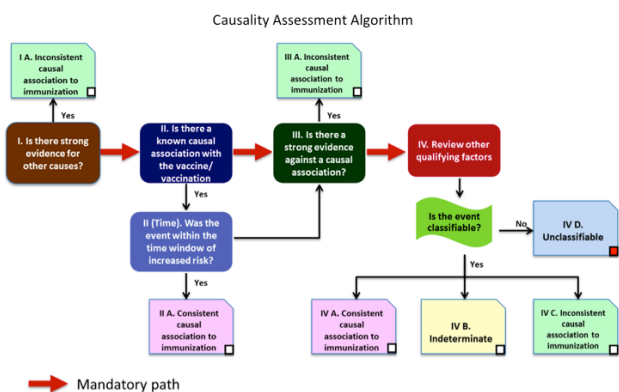 Causality Assessment Algorithm
I A. Inconsistent
causal
association to
immunization
III A. Inconsistent
causal
association to
immunization
Yes
Yes
I. Is there strong
evidence for
other causes?
II. Is there a
known causal
association with
the vaccine/
vaccination
III. Is there a
strong evidence
against a causal
association?
IV. Review other
qualifying factors
Yes
II (Time). Was the
event within the
time window of
increased risk?
Is the event
classifiable?
No
IV D.
Unclassifiable
Yes
Yes
II A. Consistent
causal
association to
immunization
IV A. Consistent
causal
association to
immunization
IV B.
Indeterminate
IV C. Inconsistent
causal
association to
immunization
Mandatory path